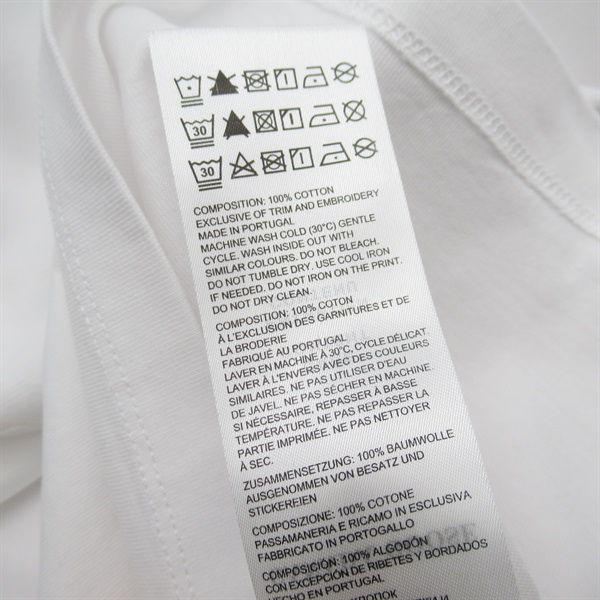 30
30
COMPOSITION: 100% COTTON
EXCLUSIVE OF TRIM AND EMBROIDERY
MADE IN PORTUGAL
MACHINE WASH COLD (30°C) GENTLE
CYCLE. WASH INSIDE OUT WITH
SIMILAR COLOURS. DO NOT BLEACH.
DO NOT TUMBLE DRY. USE COOL IRON
IF NEEDED. DO NOT IRON ON THE PRINT.
DO NOT DRY CLEAN.
COMPOSITION: 100% COTON
À L'EXCLUSION DES GARNITURES ET DE
LA BRODERIE
FABRIQUÉ AU PORTUGAL
LAVER EN MACHINE À 30°C, CYCLE DÉLICAT.
LAVER À L'ENVERS AVEC DES COULEURS
SIMILAIRES. NE PAS UTILISER D'EAU
DE JAVEL. NE PAS SÉCHER EN MACHINE.
SI NÉCESSAIRE, REPASSER À BASSE
TEMPÉRATURE. NE PAS REPASSER LA
PARTIE IMPRIMÉE. NE PAS NETTOYER
À SEC.
ZUSAMMENSETZUNG: 100% BAUMWOLLE
AUSGENOMMEN VON BESATZ UND
STICKEREIEN
COMPOSIZIONE: 100% COTONE
PASSAMANERIA E RICAMO IN ESCLUSIVA
FABBRICATO IN PORTOGALLO
COMPOSICIÓN: 100% ALGODÓN
CON EXCEPCIÓN DE RIBETES Y BORDADOS
HECHO EN PORTUGAL